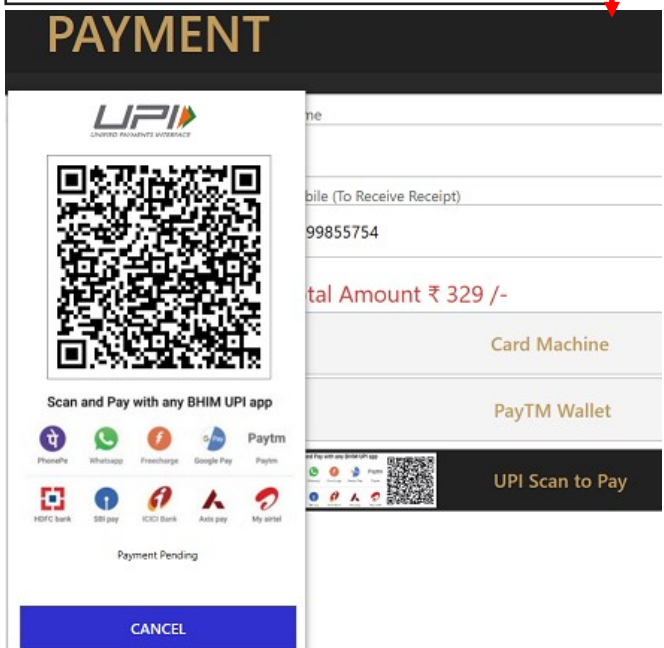 PAYMENT
UPI
UNIFIED PAYMENTS INTERFACE
me
bile (To Receive Receipt)
99855754
tal Amount ₹ 329 /-
Card Machine
PayTM Wallet
UPI Scan to Pay
Scan and Pay with any BHIM UPI app
PhonePe Whatsapp Freecharge Google Pay Paytm
HDFC bank SBI pay ICICI Bank Axis pay My airtel
Payment Pending
CANCEL